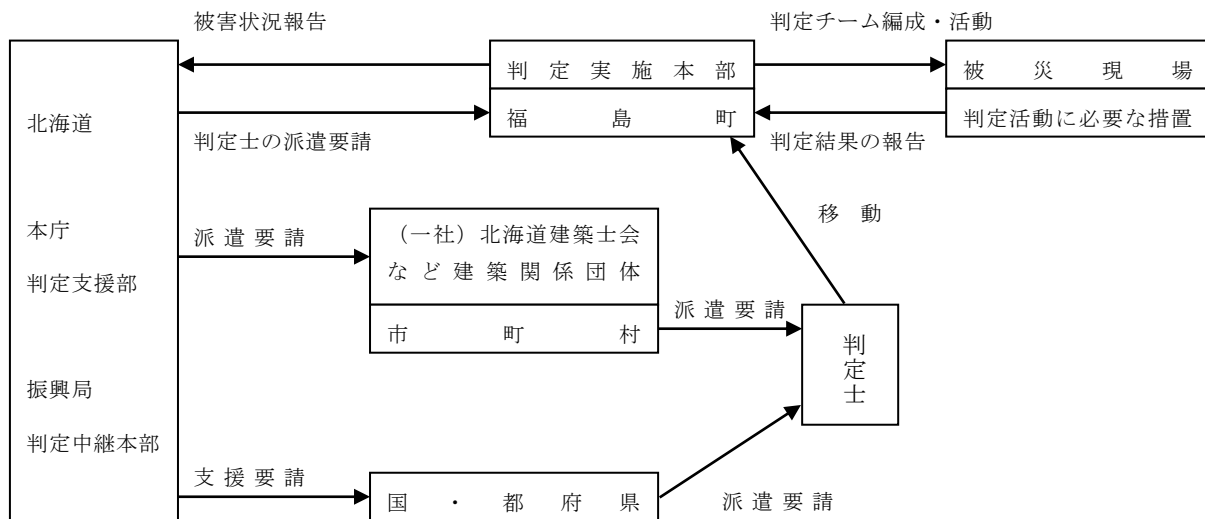 被害状況報告
判定チーム編成・活動
判定実施本部
被災現場
北海道
福島町
判定活動に必要な措置
判定士の派遣要請
判定結果の報告
移動
本庁
派遣要請
（一社）北海道建築士会
など建築関係団体
判定支援部
派遣要請
市町村
判定士
振興局
判定中継本部
支援要請
国・都府県
派遣要請